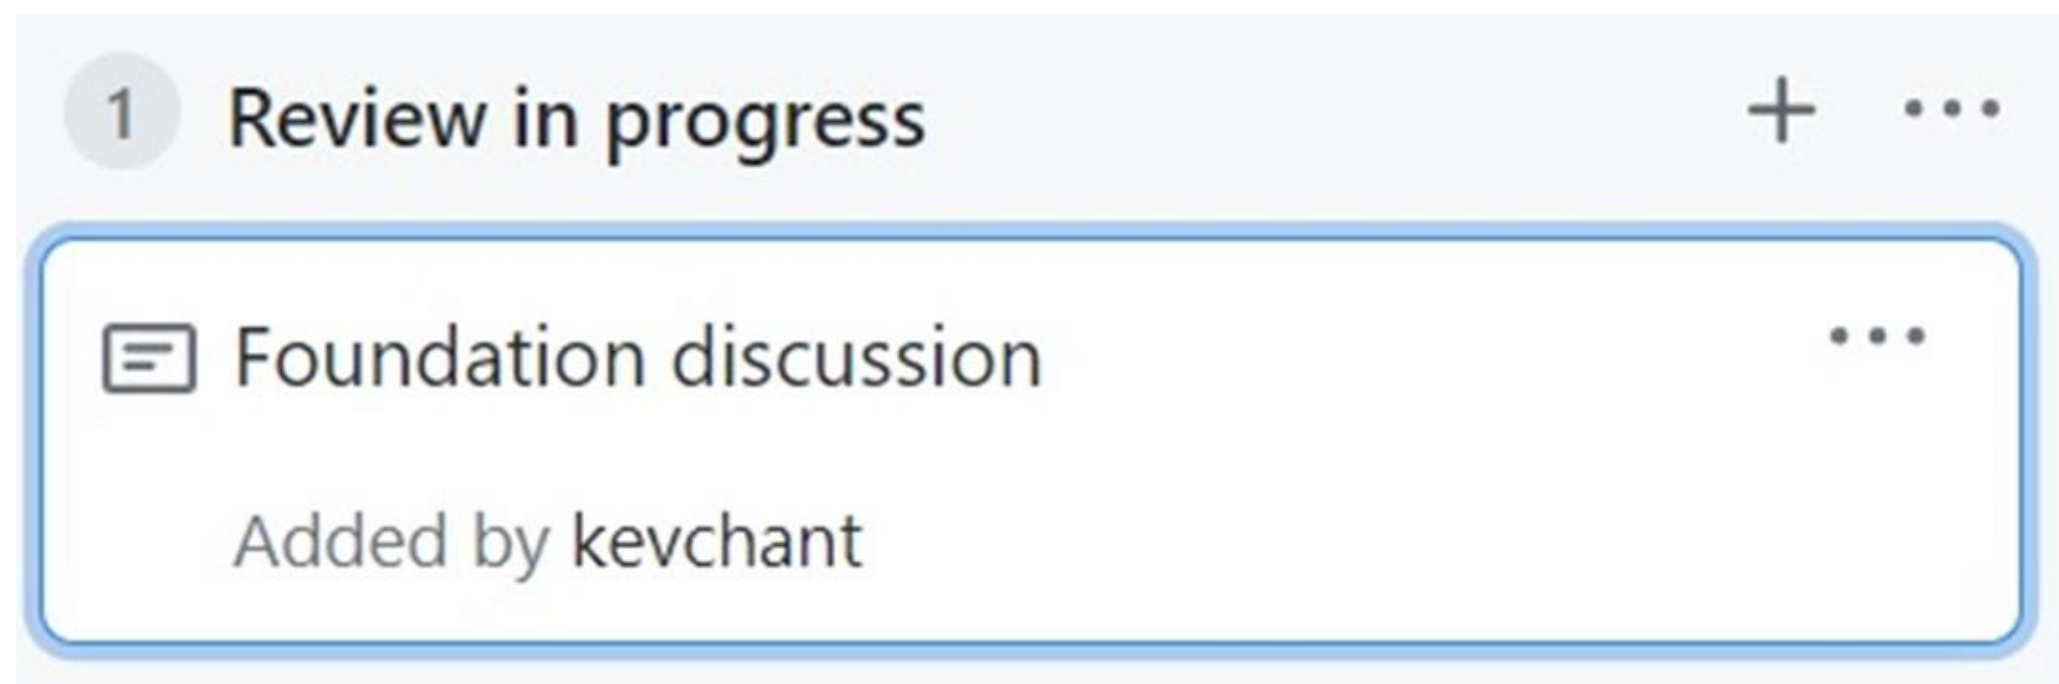 1 Review in progress
Foundation discussion
Added by kevchant